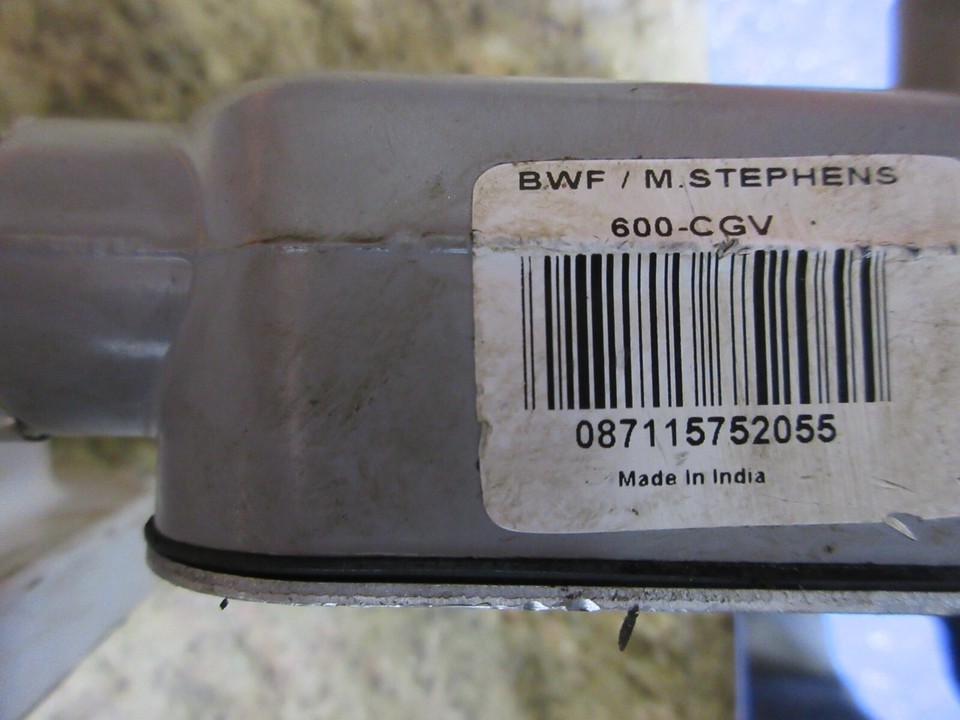 BWF / M.STEPHENS
600-CGV
087115752055
Made In India